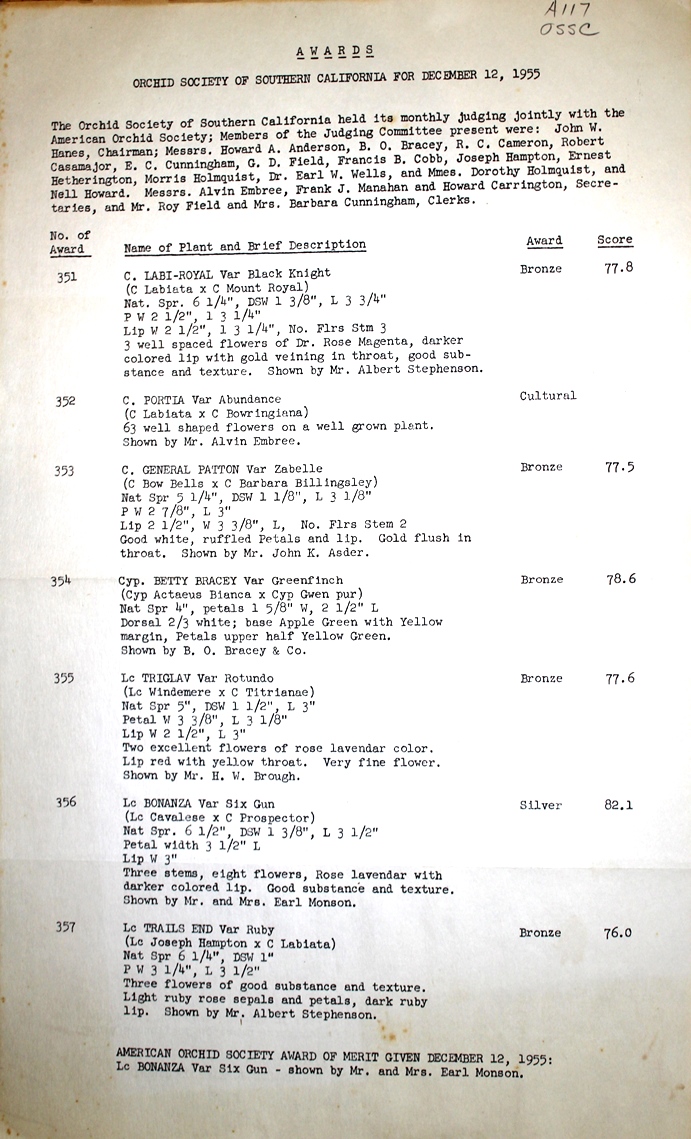 A117
OSSC
AWARDS
ORCHID SOCIETY OF SOUTHERN CALIFORNIA FOR DECEMBER 12, 1955
The Orchid Society of Southern California held its monthly judging jointly with the
American Orchid Society; Members of the Judging Committee present were: John W.
Hanes, Chairman; Messrs. Howard A. Anderson, B. O. Bracey, R. C. Cameron, Robert
Casamajor, E. C. Cunningham, G. D. Field, Francis B. Cobb, Joseph Hampton, Ernest
Hetherington, Morris Holmquist, Dr. Earl W. Wells, and Mmes. Dorothy Holmquist, and
Nell Howard. Messrs. Alvin Embree, Frank J. Manahan and Howard Carrington, Secre-
taries, and Mr. Roy Field and Mrs. Barbara Cunningham, Clerks.
No. of
Award Name of Plant and Brief Description Award Score
351 C. LABI-ROYAL Var Black Knight Bronze 77.8
(C Labiata x C Mount Royal)
Nat. Spr. 6 1/4", DSW 1 3/8", L 3 3/4"
P W 2 1/2", l 3 1/4"
Lip W 2 1/2", l 3 1/4", No. Flrs Stm 3
3 well spaced flowers of Dr. Rose Magenta, darker
colored lip with gold veining in throat, good sub-
stance and texture. Shown by Mr. Albert Stephenson.
352 C. PORTIA Var Abundance Cultural
(C Labiata x C Bowringiana)
63 well shaped flowers on a well grown plant.
Shown by Mr. Alvin Embree.
353 C. GENERAL PATTON Var Zabelle Bronze 77.5
(C Bow Bells x C Barbara Billingsley)
Nat Spr 5 1/4", DSW 1 1/8", L 3 1/8"
P W 2 7/8", L 3"
Lip 2 1/2", W 3 3/8", L, No. Flrs Stem 2
Good white, ruffled Petals and lip. Gold flush in
throat. Shown by Mr. John K. Asder.
354 Cyp. BETTY BRACEY Var Greenfinch Bronze 78.6
(Cyp Actaeus Bianca x Cyp Gwen pur)
Nat Spr 4", petals 1 5/8" W, 2 1/2" L
Dorsal 2/3 white; base Apple Green with Yellow
margin, Petals upper half Yellow Green.
Shown by B. O. Bracey & Co.
355 Lc TRIGLAV Var Rotundo Bronze 77.6
(Lc Windemere x C Titrianae)
Nat Spr 5", DSW 1 1/2", L 3"
Petal W 3 3/8", L 3 1/8"
Lip W 2 1/2", L 3"
Two excellent flowers of rose lavendar color.
Lip red with yellow throat. Very fine flower.
Shown by Mr. H. W. Brough.
356 Lc BONANZA Var Six Gun Silver 82.1
(Lc Cavalese x C Prospector)
Nat Spr. 6 1/2", DSW 1 3/8", L 3 1/2"
Petal width 3 1/2" L
Lip W 3"
Three stems, eight flowers, Rose lavendar with
darker colored lip. Good substance and texture.
Shown by Mr. and Mrs. Earl Monson.
357 Lc TRAILS END Var Ruby Bronze 76.0
(Lc Joseph Hampton x C Labiata)
Nat Spr 6 1/4", DSW 1"
P W 3 1/4", L 3 1/2"
Three flowers of good substance and texture.
Light ruby rose sepals and petals, dark ruby
lip. Shown by Mr. Albert Stephenson.
AMERICAN ORCHID SOCIETY AWARD OF MERIT GIVEN DECEMBER 12, 1955:
Lc BONANZA Var Six Gun - shown by Mr. and Mrs. Earl Monson.